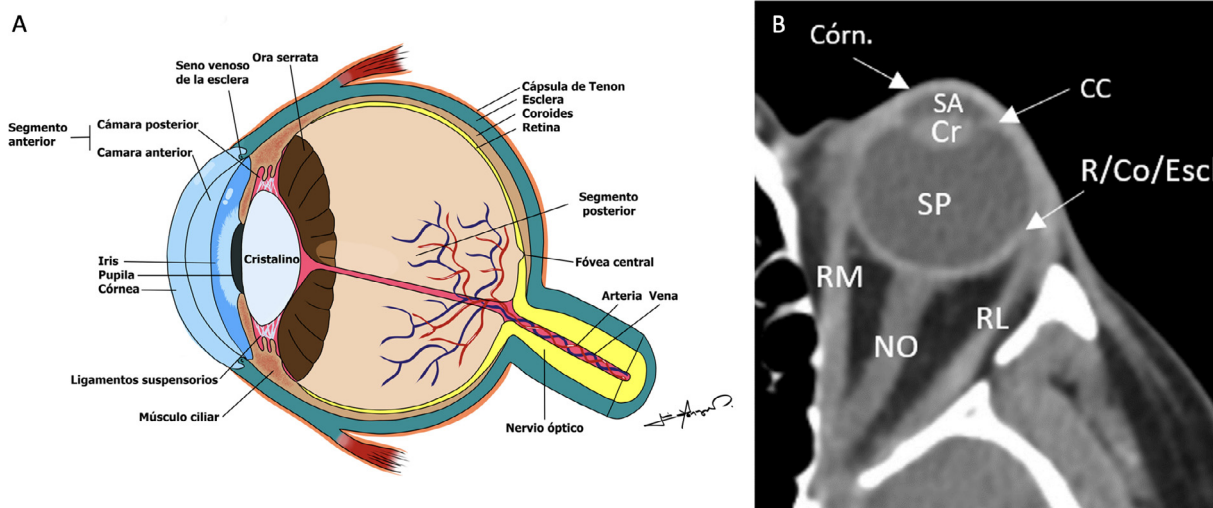 A
Seno venoso
de la esclera
Ora serrata
Cápsula de Tenon
Esclera
Coroides
Retina
Segmento
anterior
Cámara posterior
Camara anterior
Segmento
posterior
Iris
Pupila
Córnea
Cristalino
Fóvea central
Arteria Vena
Ligamentos suspensorios
Músculo ciliar
Nervio óptico
B
Córn.
SA
CC
Cr
R/Co/Escl
SP
RM
RL
NO